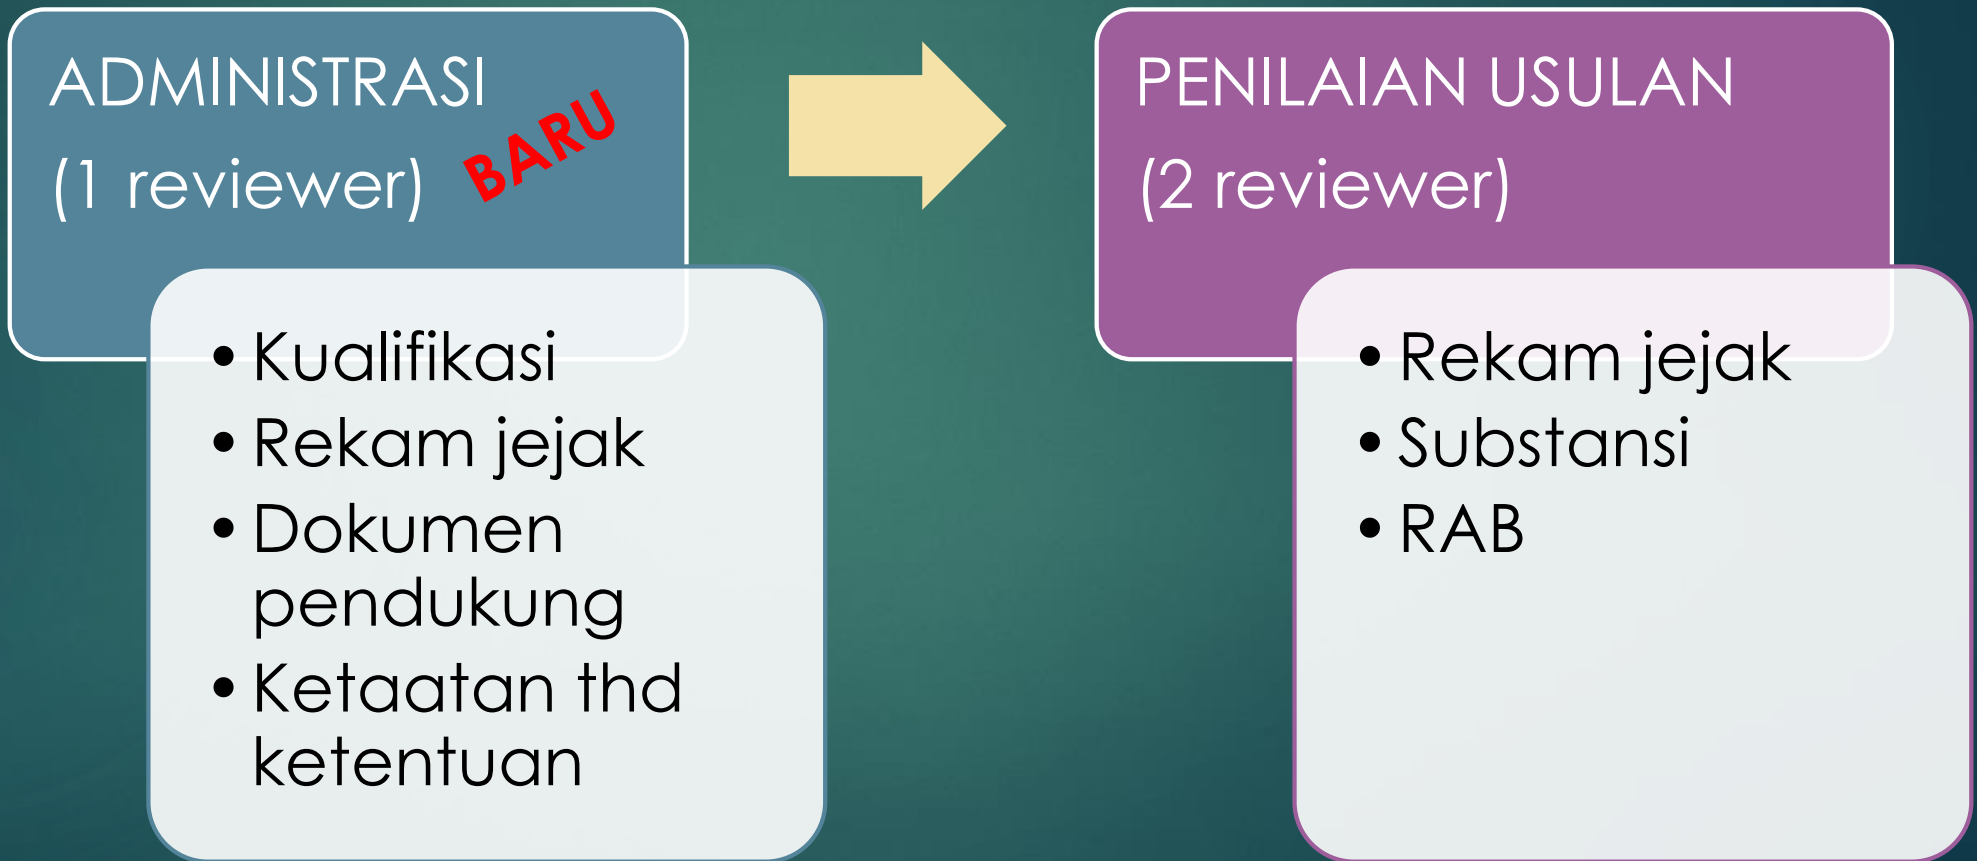 ADMINISTRASI
(1 reviewer)
BARU
• Kualifikasi
• Rekam jejak
• Dokumen
pendukung
• Ketaatan thd
ketentuan
PENILAIAN USULAN
(2 reviewer)
• Rekam jejak
• Substansi
• RAB